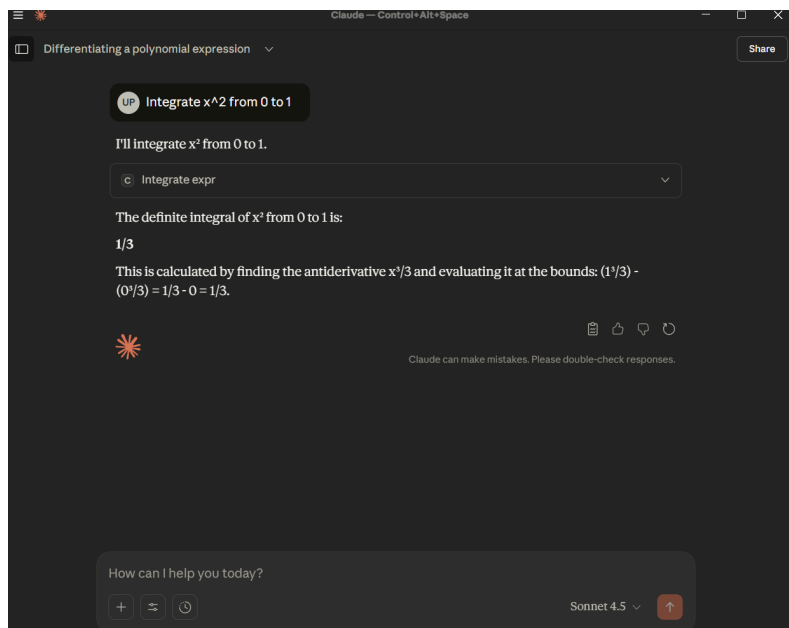 Claude — Control+Alt+Space
Differentiating a polynomial expression
Share
UP Integrate x^2 from 0 to 1
I'll integrate x² from 0 to 1.
C Integrate expr
The definite integral of x² from 0 to 1 is:
1/3
This is calculated by finding the antiderivative x³/3 and evaluating it at the bounds: (1³/3) -
(0³/3) = 1/3 - 0 = 1/3.
Claude can make mistakes. Please double-check responses.
How can I help you today?
Sonnet 4.5